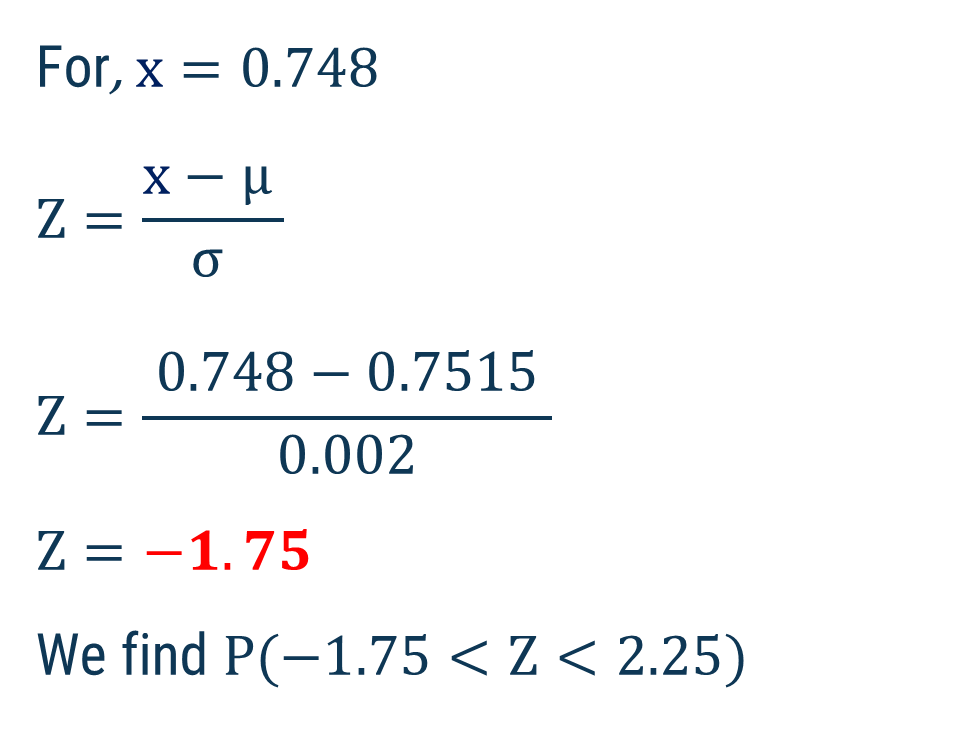 For, x = 0.748
Z = (x − μ)/σ
Z = (0.748 − 0.7515)/0.002
Z = −1.75
We find P(−1.75 < Z < 2.25)